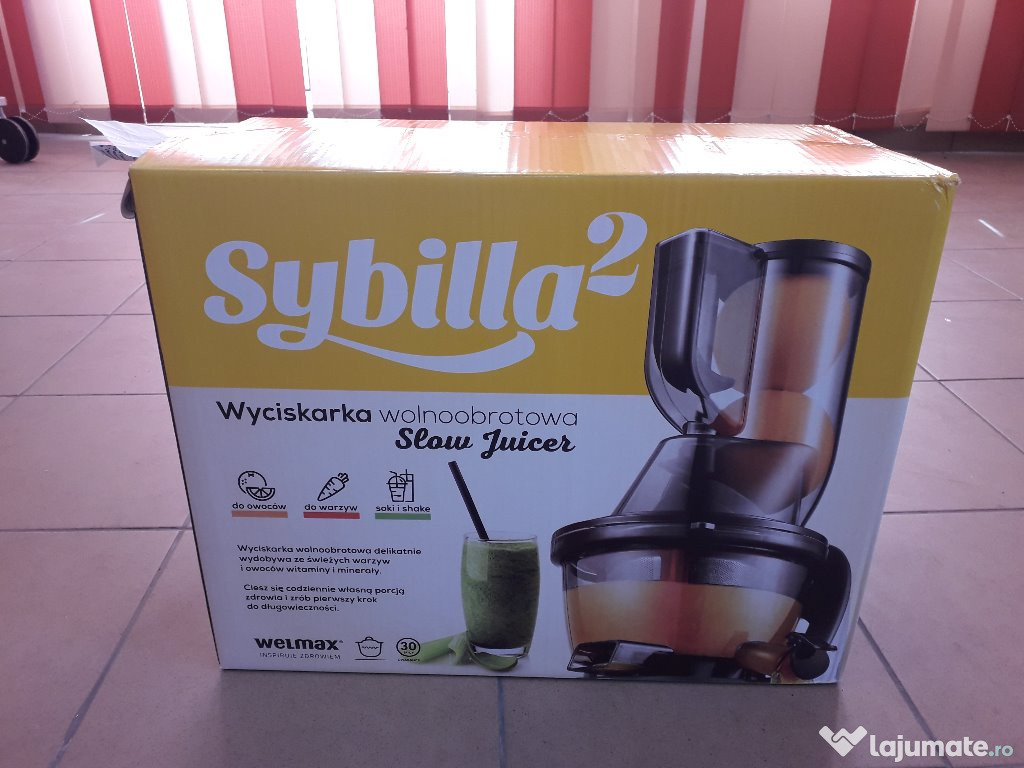 Sybilla²
Wyciskarka wolnoobrotowa
Slow Juicer
do owoców
do warzyw
soki i shake
Wyciskarka wolnoobrotowa delikatnie
wydobywa ze świeżych warzyw
i owoców witaminy i minerały.
Ciesz się codziennie własną porcją
zdrowia i zrób pierwszy krok
do długowieczności.
welmax®
INSPIRUJE ZDROWIEM
30
lajumate.ro